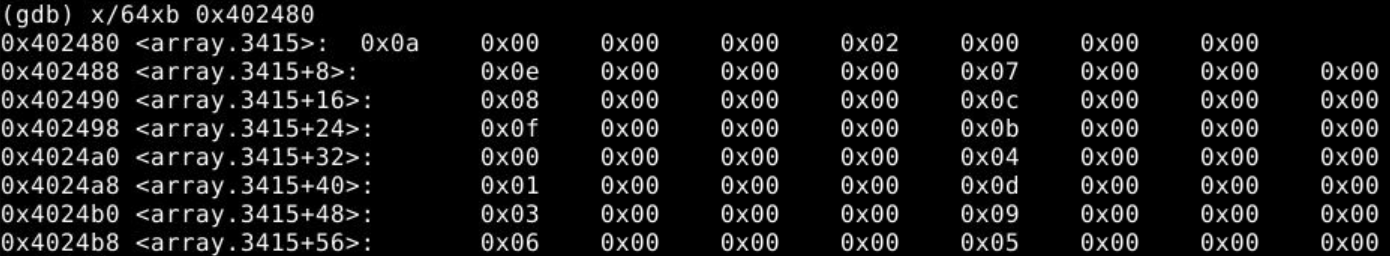 (gdb) x/64xb 0x402480
0x402480 <array.3415>: 0x0a 0x00 0x00 0x00 0x02 0x00 0x00 0x00
0x402488 <array.3415+8>: 0x0e 0x00 0x00 0x00 0x07 0x00 0x00 0x00
0x402490 <array.3415+16>: 0x08 0x00 0x00 0x00 0x0c 0x00 0x00 0x00
0x402498 <array.3415+24>: 0x0f 0x00 0x00 0x00 0x0b 0x00 0x00 0x00
0x4024a0 <array.3415+32>: 0x00 0x00 0x00 0x00 0x04 0x00 0x00 0x00
0x4024a8 <array.3415+40>: 0x01 0x00 0x00 0x00 0x0d 0x00 0x00 0x00
0x4024b0 <array.3415+48>: 0x03 0x00 0x00 0x00 0x09 0x00 0x00 0x00
0x4024b8 <array.3415+56>: 0x06 0x00 0x00 0x00 0x05 0x00 0x00 0x00